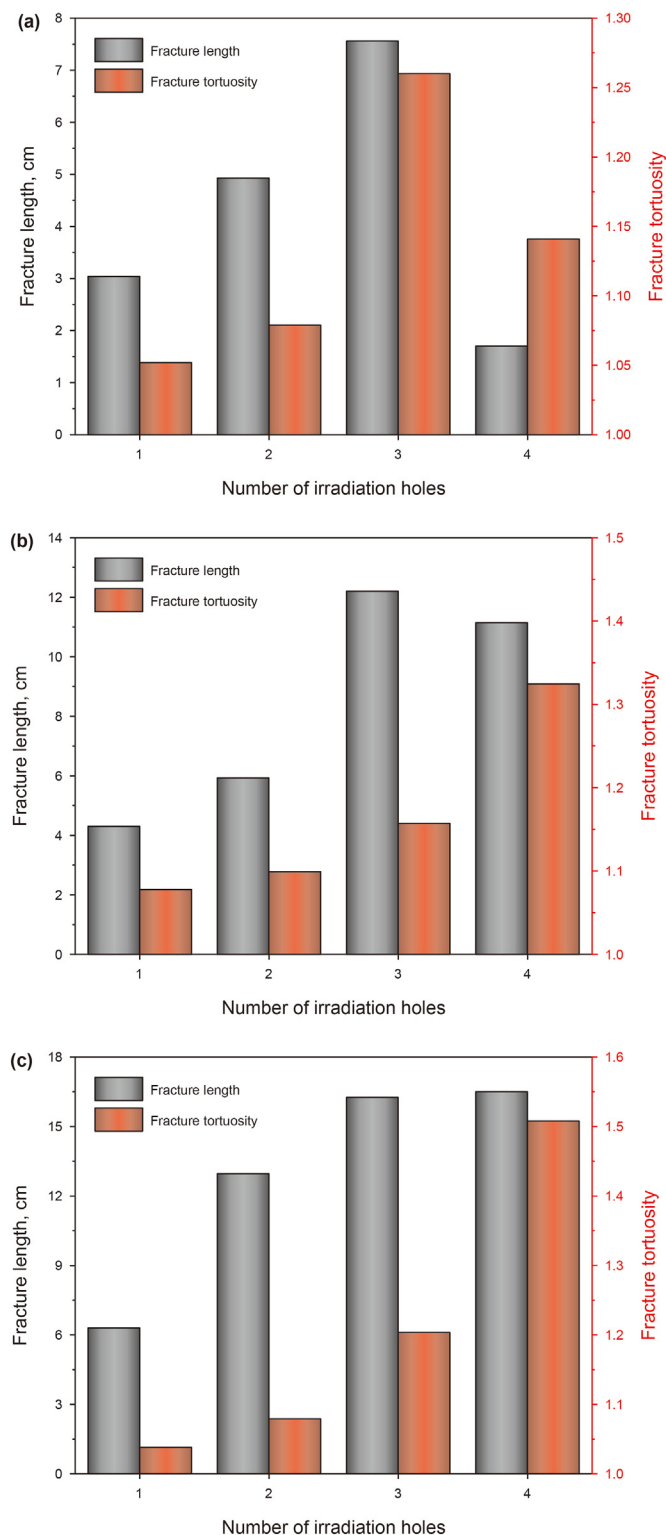 (a)
Fracture length
Fracture tortuosity
Fracture length, cm
8
7
6
5
4
3
2
1
0
1.30
1.25
1.20
1.15
1.10
1.05
1.00
Fracture tortuosity
1 2 3 4
Number of irradiation holes
(b)
Fracture length
Fracture tortuosity
Fracture length, cm
14
12
10
8
6
4
2
0
1.5
1.4
1.3
1.2
1.1
1.0
Fracture tortuosity
1 2 3 4
Number of irradiation holes
(c)
Fracture length
Fracture tortuosity
Fracture length, cm
18
15
12
9
6
3
0
1.6
1.5
1.4
1.3
1.2
1.1
1.0
Fracture tortuosity
1 2 3 4
Number of irradiation holes